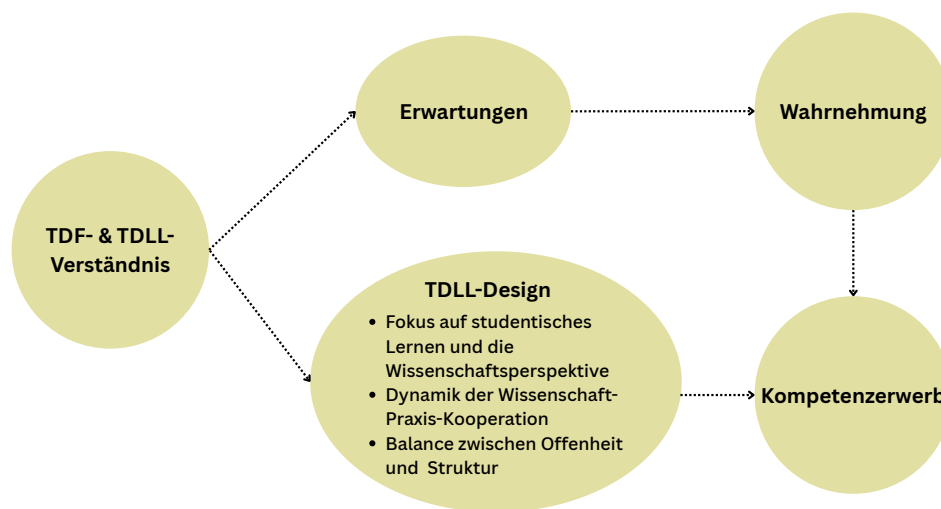 Erwartungen
Wahrnehmung
TDF- & TDLL-
Verständnis
TDLL-Design
• Fokus auf studentisches
Lernen und die
Wissenschaftsperspektive
• Dynamik der Wissenschaft-
Praxis-Kooperation
• Balance zwischen Offenheit
und Struktur
Kompetenzerwerb